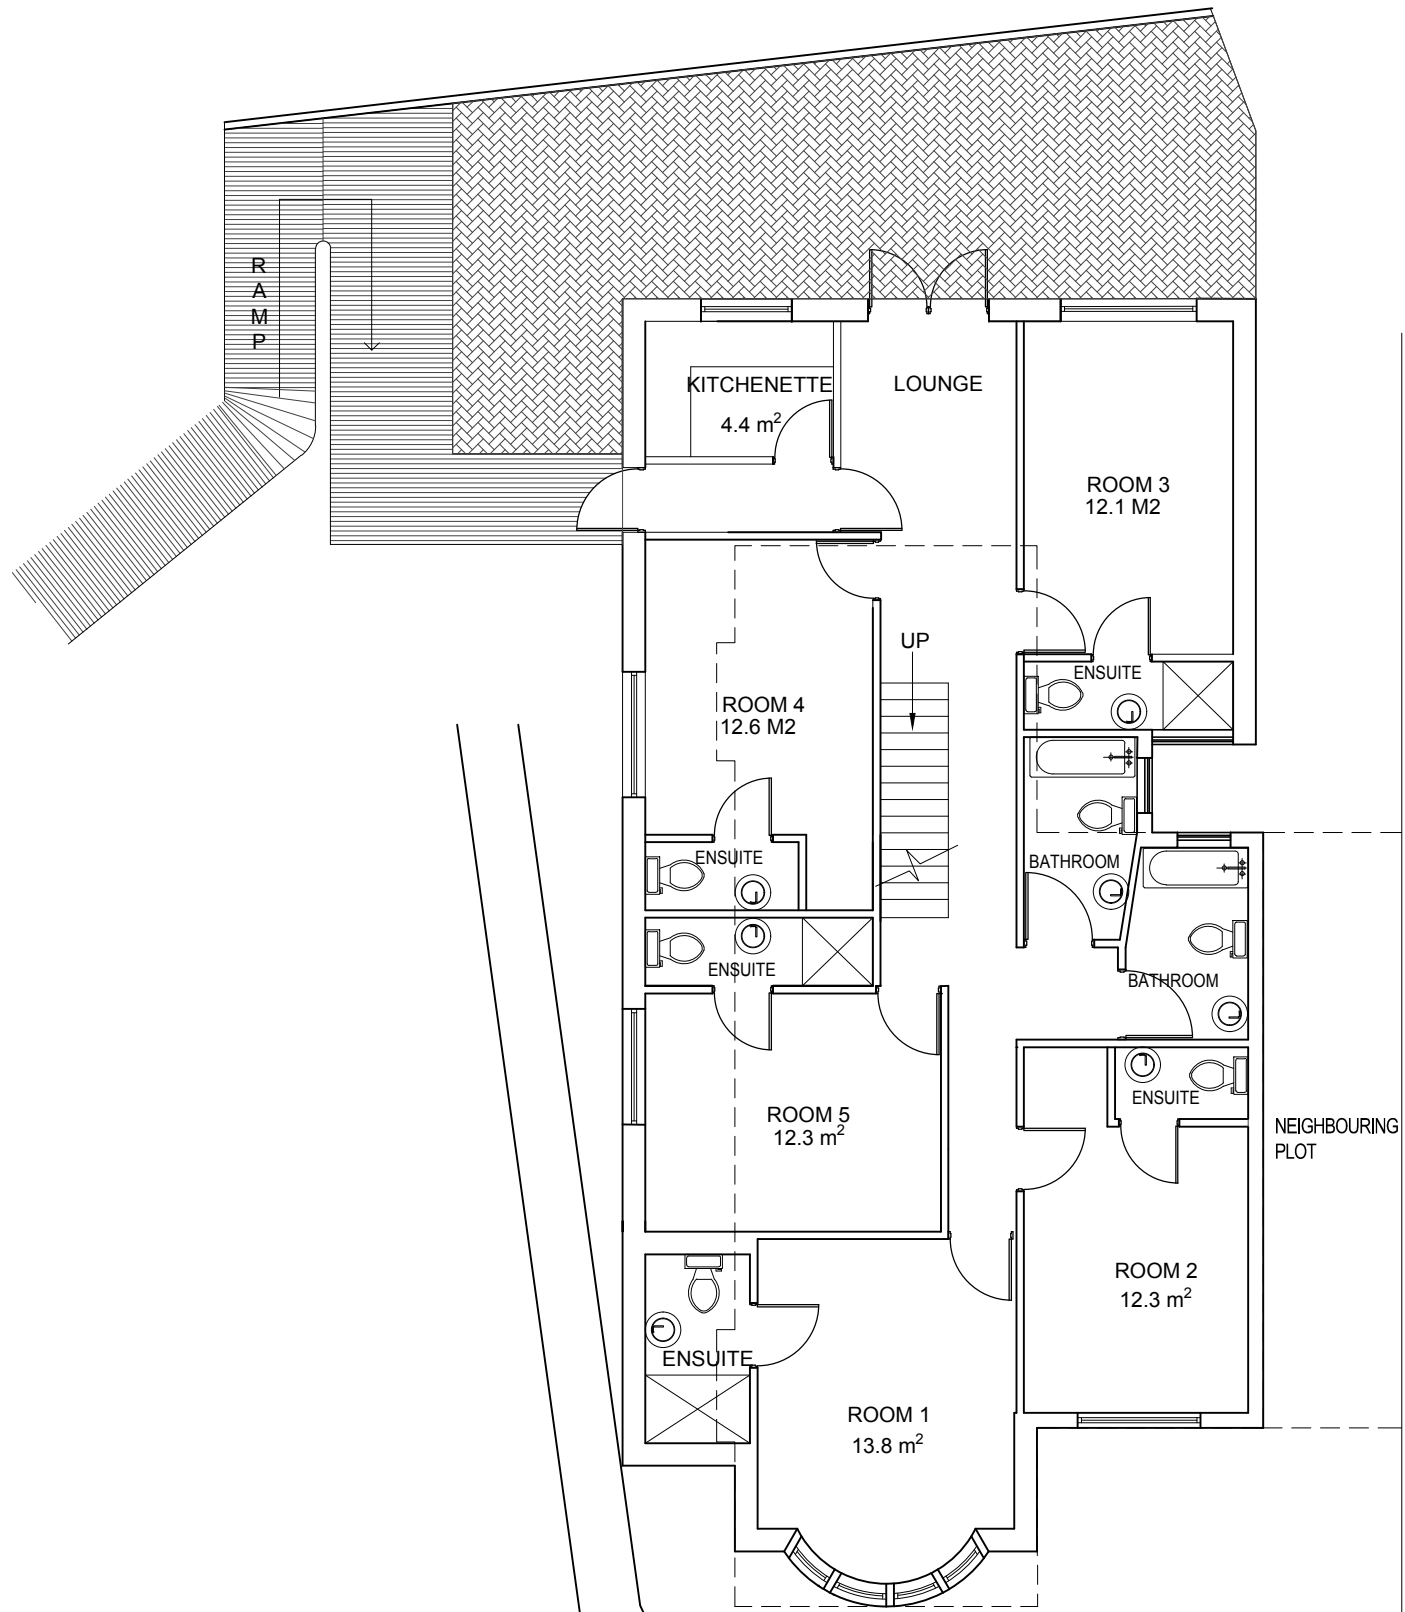 R
A
M
P
KITCHENETTE
4.4 m²
LOUNGE
ROOM 3
12.1 M2
UP
ENSUITE
ROOM 4
12.6 M2
ENSUITE
BATHROOM
ENSUITE
BATHROOM
ROOM 5
12.3 m²
ENSUITE
NEIGHBOURING
PLOT
ROOM 2
12.3 m²
ENSUITE
ROOM 1
13.8 m²